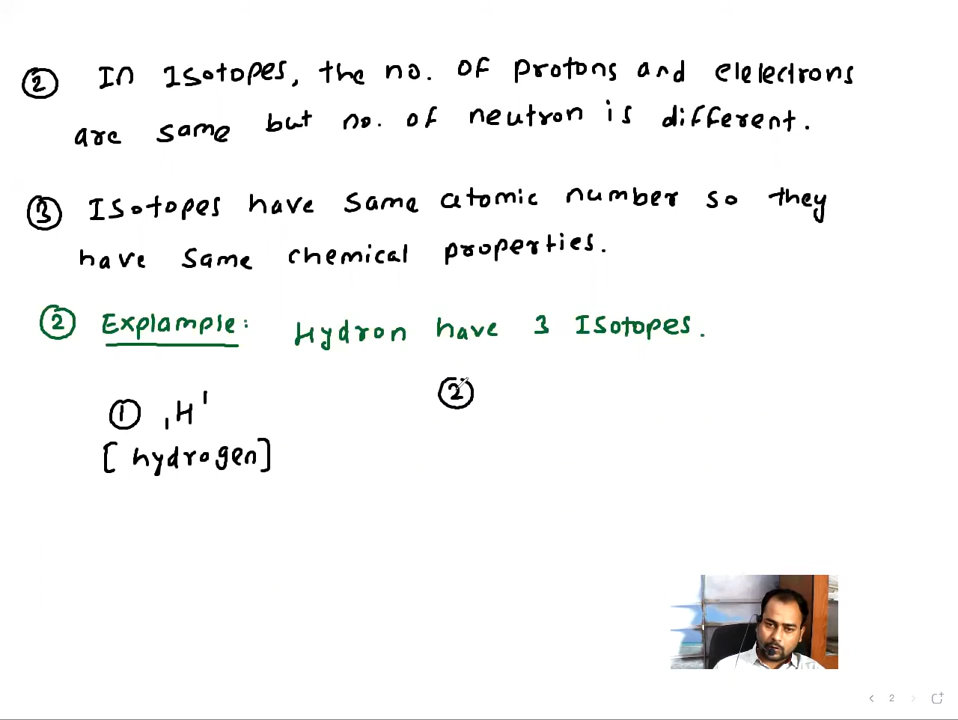 ② In Isotopes, the no. of protons and elelectrons
are same but no. of neutron is different.
③ Isotopes have same atomic number so they
have same chemical properties.
② Explample: Hydron have 3 Isotopes.
① ₁H¹ ②
[hydrogen]
2